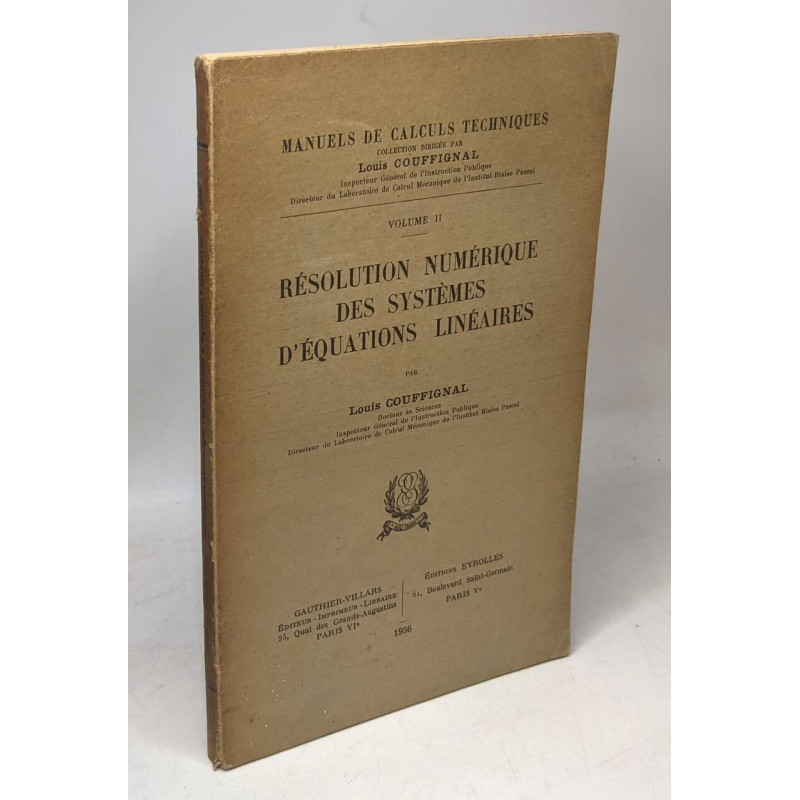 MANUELS DE CALCULS TECHNIQUES
COLLECTION DIRIGÉE PAR
Louis COUFFIGNAL
Inspecteur Général de l'Instruction Publique
Directeur du Laboratoire de Calcul Mécanique de l'Institut Blaise Pascal
VOLUME II
RÉSOLUTION NUMÉRIQUE
DES SYSTÈMES
D'ÉQUATIONS LINÉAIRES
PAR
Louis COUFFIGNAL
Docteur ès Sciences
Inspecteur Général de l'Instruction Publique
Directeur du Laboratoire de Calcul Mécanique de l'Institut Blaise Pascal
GAUTHIER-VILLARS
ÉDITEUR-IMPRIMEUR-LIBRAIRE
55, Quai des Grands-Augustins
PARIS VIe
ÉDITIONS EYROLLES
61, Boulevard Saint-Germain
PARIS Ve
1956